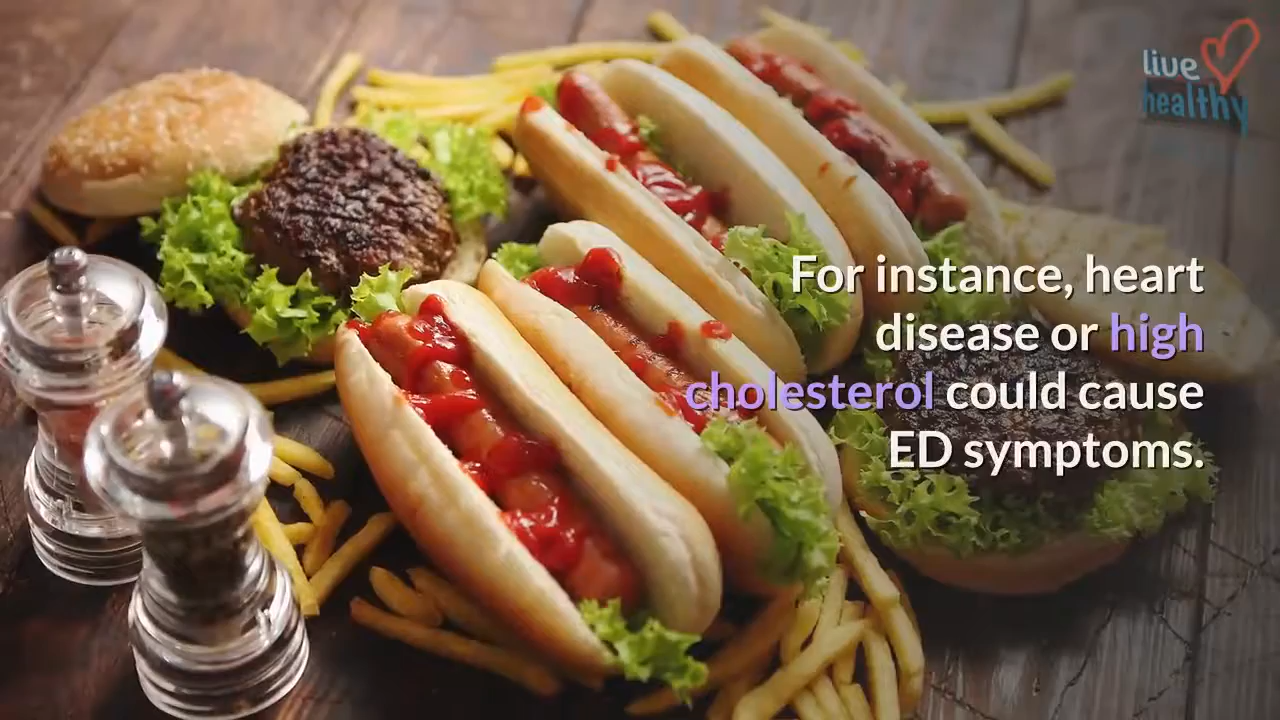 live
healthy
For instance, heart
disease or high
cholesterol could cause
ED symptoms.